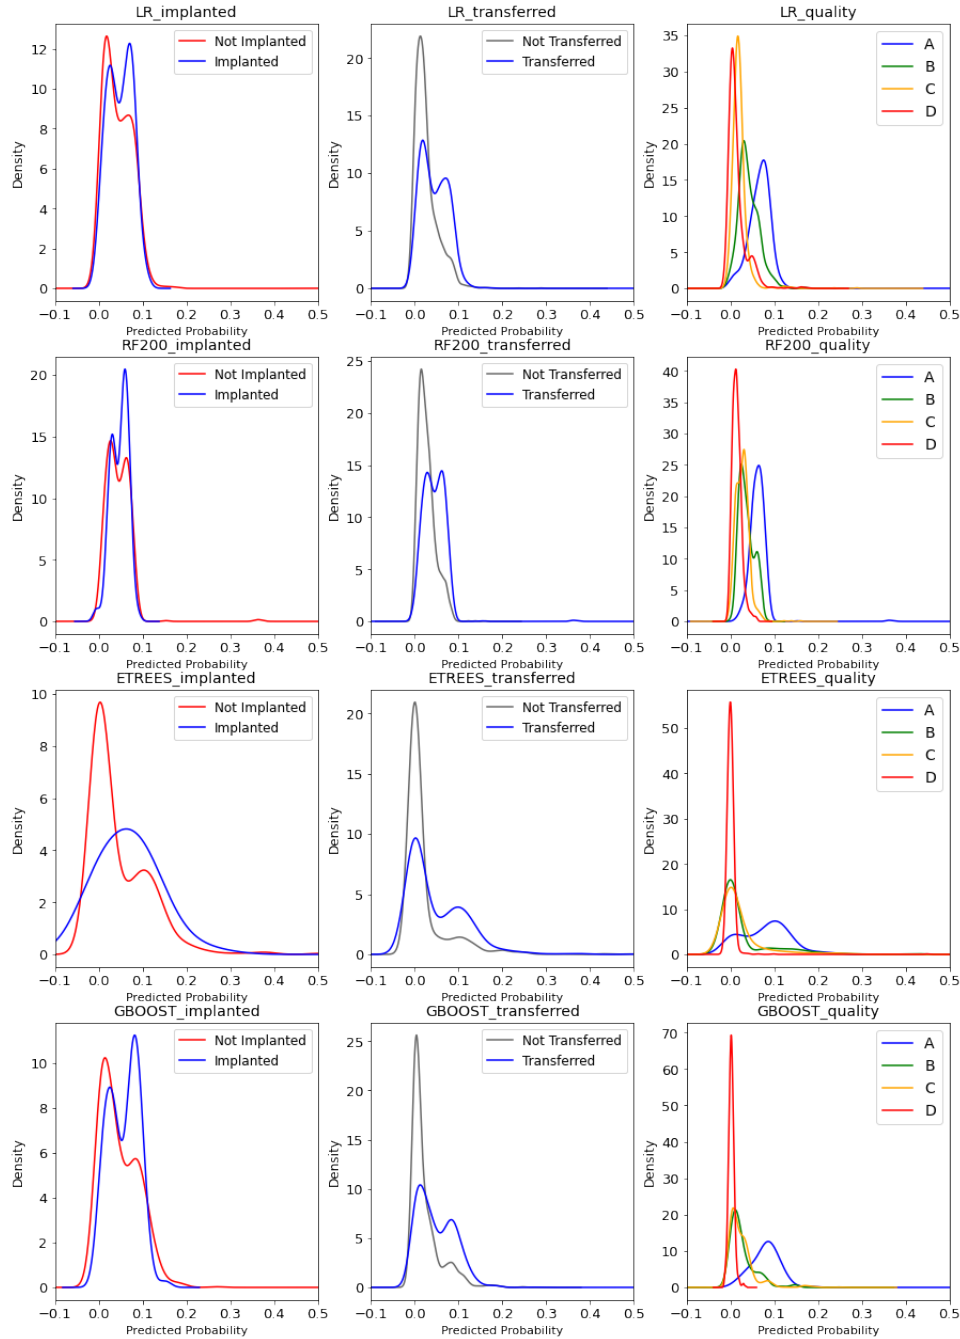 LR_implanted
Density
12
10
8
6
4
2
0
Not Implanted
Implanted
−0.1 0.0 0.1 0.2 0.3 0.4 0.5
Predicted Probability
LR_transferred
Density
20
15
10
5
0
Not Transferred
Transferred
−0.1 0.0 0.1 0.2 0.3 0.4 0.5
Predicted Probability
LR_quality
Density
35
30
25
20
15
10
5
0
A
B
C
D
−0.1 0.0 0.1 0.2 0.3 0.4 0.5
Predicted Probability
RF200_implanted
Density
20
15
10
5
0
Not Implanted
Implanted
−0.1 0.0 0.1 0.2 0.3 0.4 0.5
Predicted Probability
RF200_transferred
Density
25
20
15
10
5
0
Not Transferred
Transferred
−0.1 0.0 0.1 0.2 0.3 0.4 0.5
Predicted Probability
RF200_quality
Density
40
35
30
25
20
15
10
5
0
A
B
C
D
−0.1 0.0 0.1 0.2 0.3 0.4 0.5
Predicted Probability
ETREES_implanted
Density
10
8
6
4
2
0
Not Implanted
Implanted
−0.1 0.0 0.1 0.2 0.3 0.4 0.5
Predicted Probability
ETREES_transferred
Density
20
15
10
5
0
Not Transferred
Transferred
−0.1 0.0 0.1 0.2 0.3 0.4 0.5
Predicted Probability
ETREES_quality
Density
50
40
30
20
10
0
A
B
C
D
−0.1 0.0 0.1 0.2 0.3 0.4 0.5
Predicted Probability
GBOOST_implanted
Density
10
8
6
4
2
0
Not Implanted
Implanted
−0.1 0.0 0.1 0.2 0.3 0.4 0.5
Predicted Probability
GBOOST_transferred
Density
25
20
15
10
5
0
Not Transferred
Transferred
−0.1 0.0 0.1 0.2 0.3 0.4 0.5
Predicted Probability
GBOOST_quality
Density
70
60
50
40
30
20
10
0
A
B
C
D
−0.1 0.0 0.1 0.2 0.3 0.4 0.5
Predicted Probability